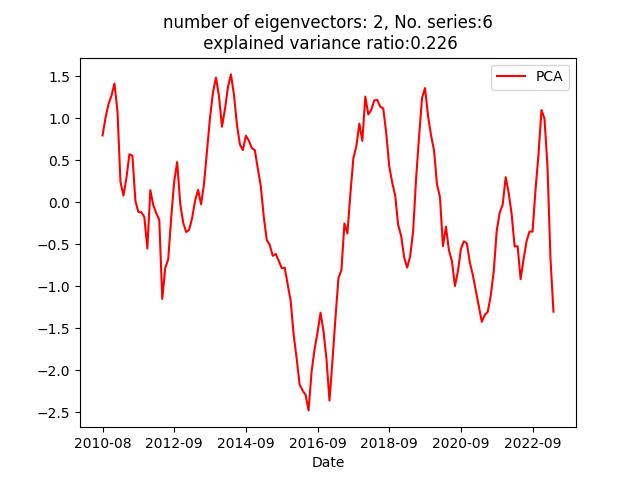 number of eigenvectors: 2, No. series:6
explained variance ratio:0.226
PCA
1.5
1.0
0.5
0.0
−0.5
−1.0
−1.5
−2.0
−2.5
2010-08 2012-09 2014-09 2016-09 2018-09 2020-09 2022-09
Date